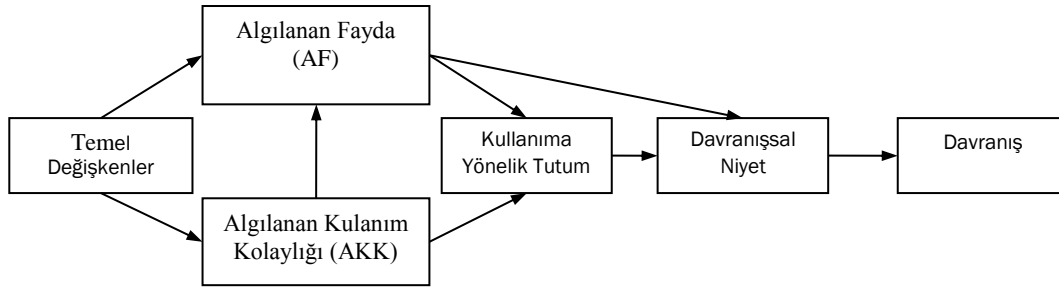 Algılanan Fayda
(AF)
Temel
Değişkenler
Algılanan Kulanım
Kolaylığı (AKK)
Kullanıma
Yönelik Tutum
Davranışsal
Niyet
Davranış